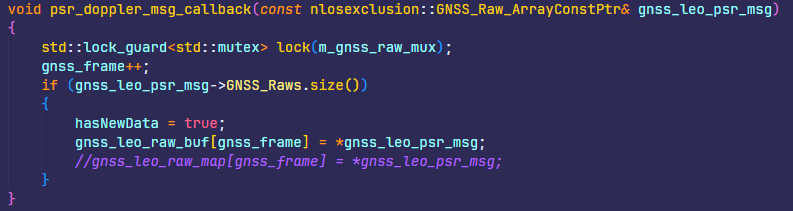 void psr_doppler_msg_callback(const nlosexclusion::GNSS_Raw_ArrayConstPtr& gnss_leo_psr_msg)
{
    std::lock_guard<std::mutex> lock(m_gnss_raw_mux);
    gnss_frame++;
    if (gnss_leo_psr_msg->GNSS_Raws.size())
    {
        hasNewData = true;
        gnss_leo_raw_buf[gnss_frame] = *gnss_leo_psr_msg;
        //gnss_leo_raw_map[gnss_frame] = *gnss_leo_psr_msg;
    }
}